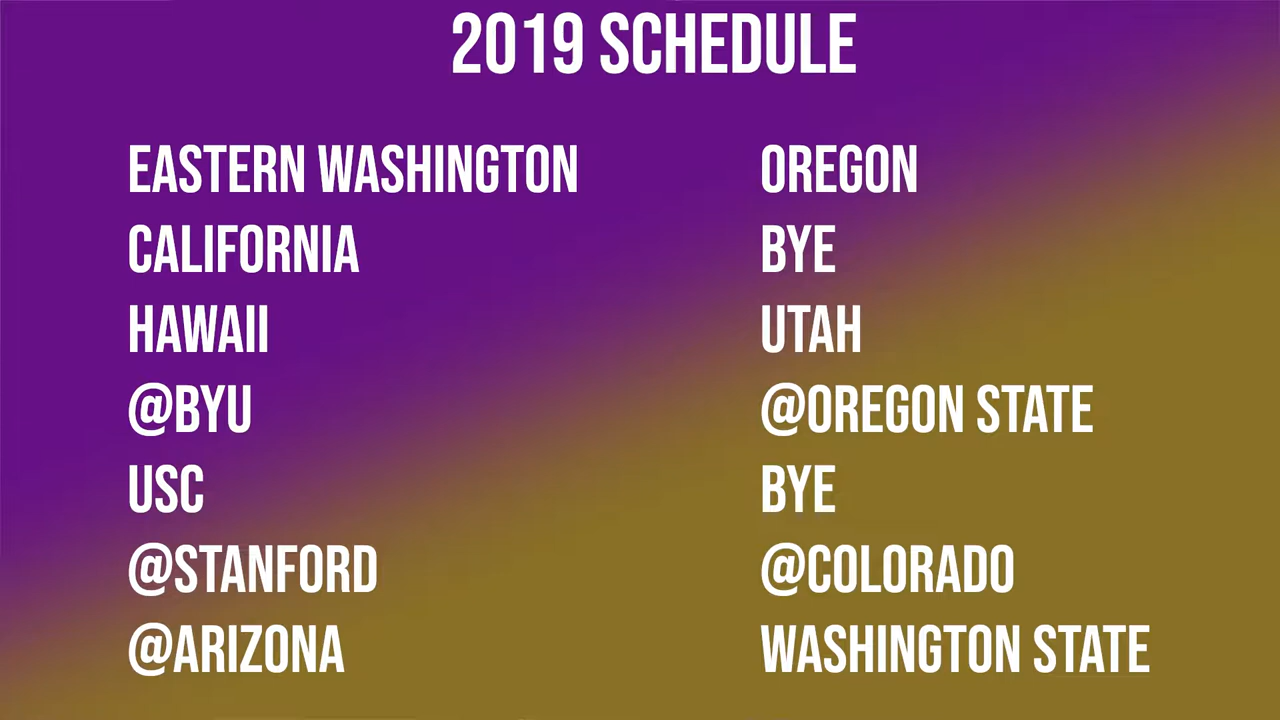 2019 SCHEDULE
EASTERN WASHINGTON
CALIFORNIA
HAWAII
@BYU
USC
@STANFORD
@ARIZONA
OREGON
BYE
UTAH
@OREGON STATE
BYE
@COLORADO
WASHINGTON STATE